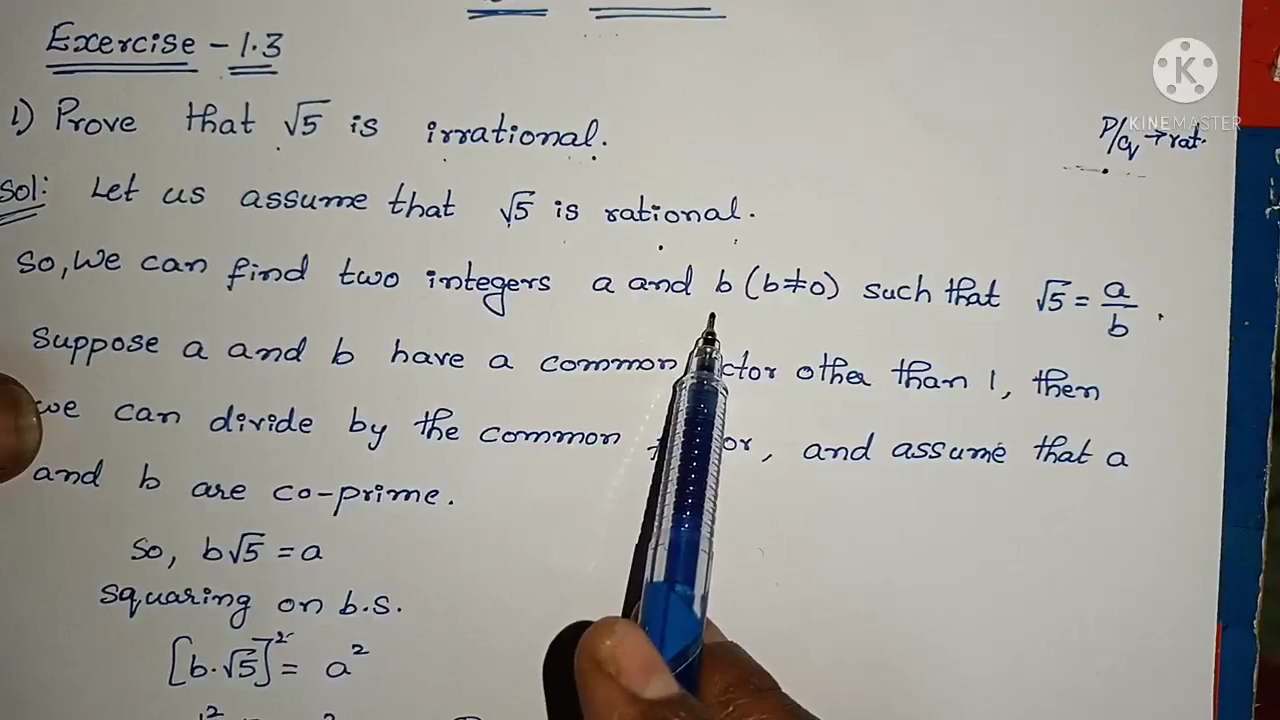 Exercise - 1.3
KINEMASTER
1) Prove that √5 is irrational.
P/q → rat.
Sol: Let us assume that √5 is rational.
So, We can find two integers a and b (b≠0) such that √5 = a/b.
Suppose a and b have a common ctor other than 1, then
we can divide by the common or, and assume that a
and b are co-prime.
So, b√5 = a
squaring on b.s.
[b.√5]² = a²